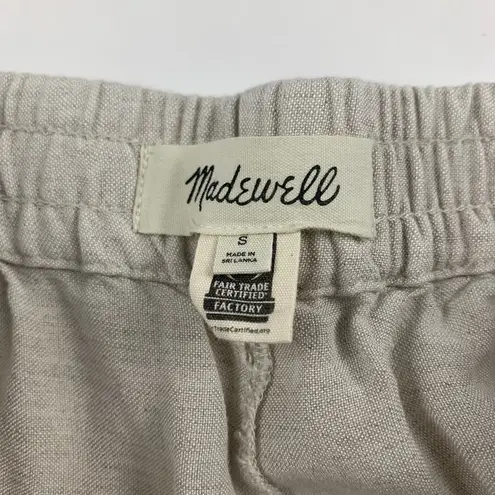 Madewell
S
MADE IN
SRI LANKA
FAIR TRADE
CERTIFIED
FACTORY